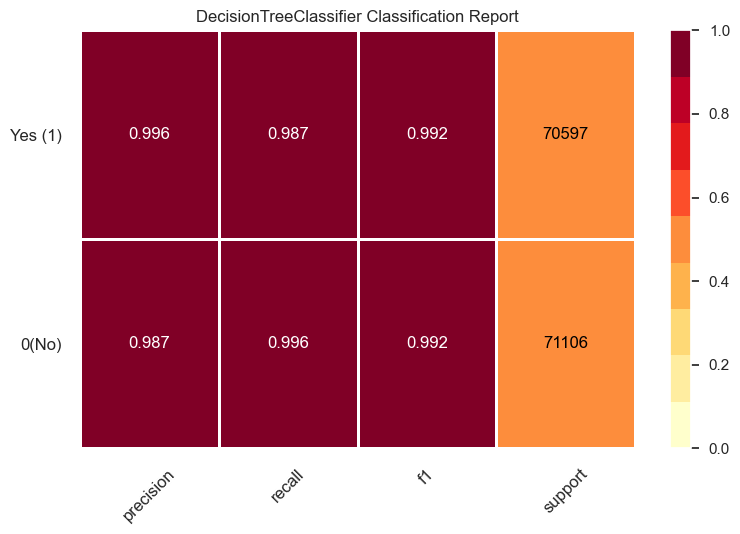 DecisionTreeClassifier Classification Report
Yes (1) 0.996 0.987 0.992 70597
0(No) 0.987 0.996 0.992 71106
precision recall f1 support
1.0
0.8
0.6
0.4
0.2
0.0